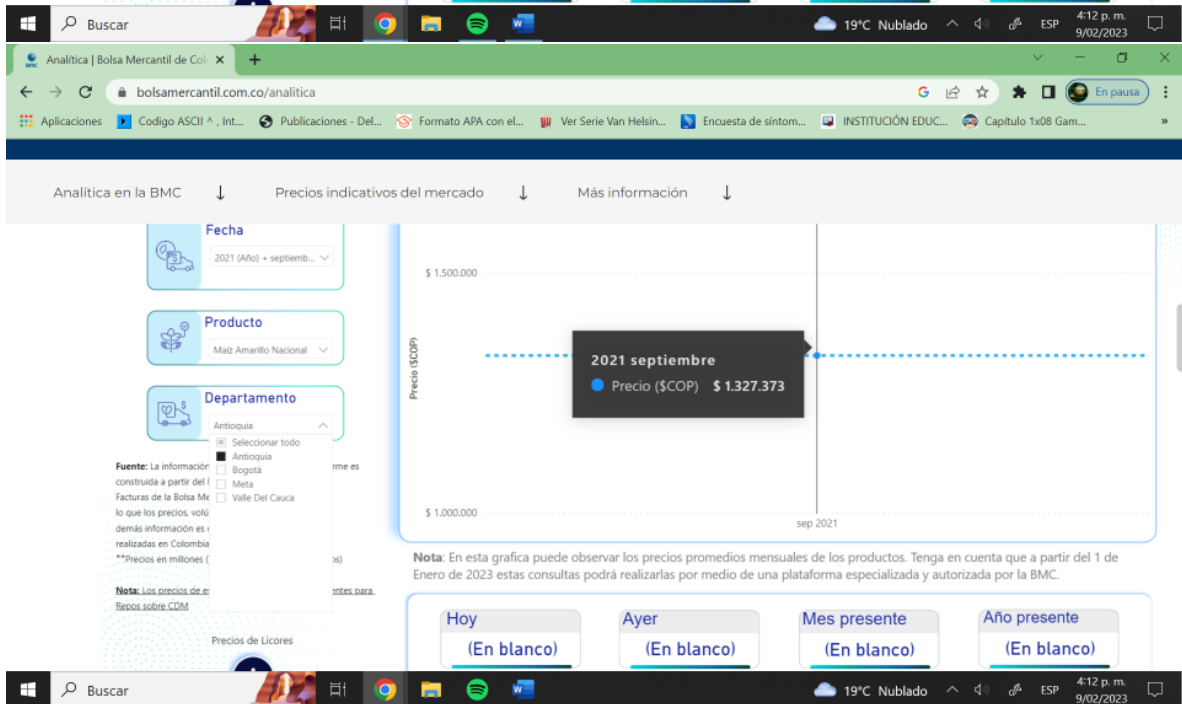 Buscar
19°C Nublado
ESP
4:12 p. m.
9/02/2023
Analítica | Bolsa Mercantil de Col
bolsamercantil.com.co/analitica
En pausa
Aplicaciones
Codigo ASCII ^ , Int...
Publicaciones - Del...
Formato APA con el...
Ver Serie Van Helsin...
Encuesta de síntom...
INSTITUCIÓN EDUC...
Capítulo 1x08 Gam...
»
Analítica en la BMC ↓
Precios indicativos del mercado ↓
Más información ↓
Fecha
2021 (Año) + septiemb...
Producto
Maíz Amarillo Nacional
Departamento
Antioquia
Seleccionar todo
Antioquia
Bogotá
Meta
Valle Del Cauca
Fuente: La información rme es
construida a partir del
Facturas de la Bolsa Me
lo que los precios, volú
demás información es
realizadas en Colombia
**Precios en millones ( os)
Nota: Los precios de es entes para
Repos sobre CDM
Precios de Licores
$ 1.500.000
Precio ($COP)
2021 septiembre
Precio ($COP) $ 1.327.373
$ 1.000.000
sep 2021
Nota: En esta grafica puede observar los precios promedios mensuales de los productos. Tenga en cuenta que a partir del 1 de
Enero de 2023 estas consultas podrá realizarlas por medio de una plataforma especializada y autorizada por la BMC.
Hoy
(En blanco)
Ayer
(En blanco)
Mes presente
(En blanco)
Año presente
(En blanco)
Buscar
19°C Nublado
ESP
4:12 p. m.
9/02/2023